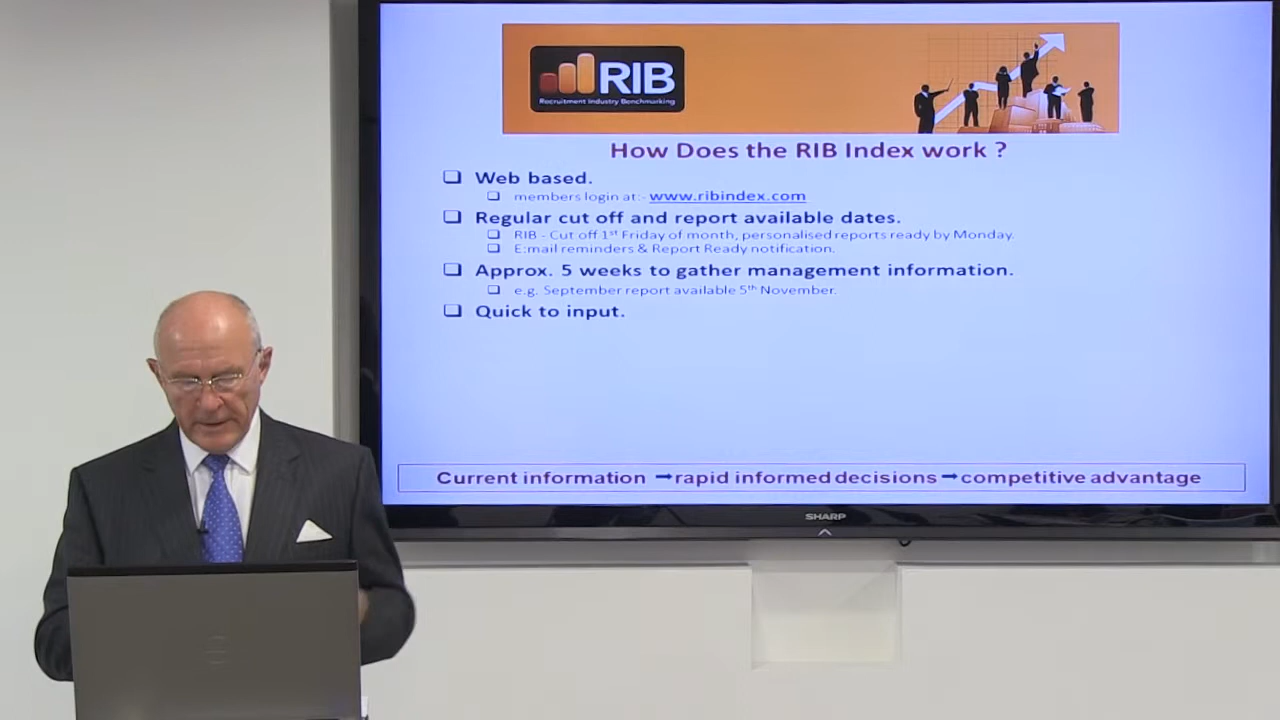 RIB
Recruitment Industry Benchmarking
How Does the RIB Index work ?
Web based.
members login at:- www.ribindex.com
Regular cut off and report available dates.
RIB - Cut off 1st Friday of month, personalised reports ready by Monday.
E:mail reminders & Report Ready notification.
Approx. 5 weeks to gather management information.
e.g. September report available 5th November.
Quick to input.
Current information →rapid informed decisions→competitive advantage
SHARP